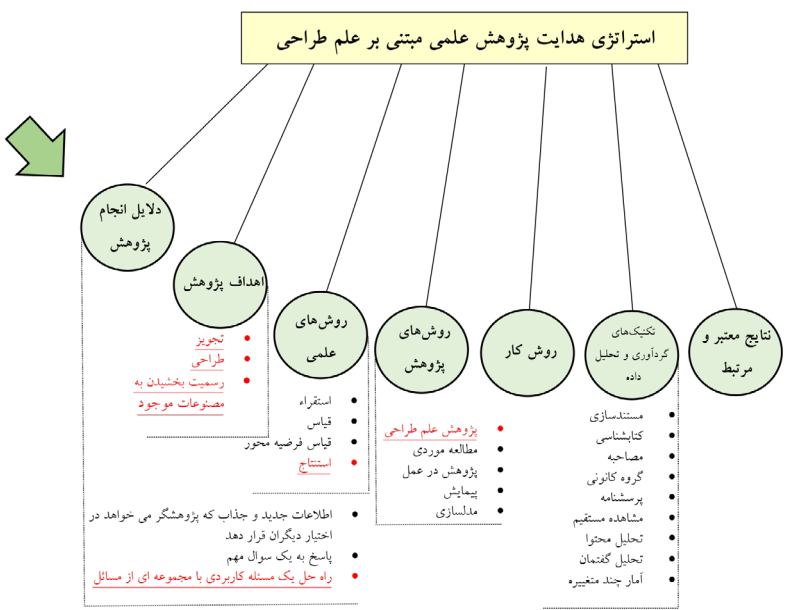 استراتژی هدایت پژوهش علمی مبتنی بر علم طراحی
دلایل انجام
پژوهش
اطلاعات جدید و جذاب که پژوهشگر می خواهد در
اختیار دیگران قرار دهد
پاسخ به یک سوال مهم
راه حل یک مسئله کاربردی با مجموعه ای از مسائل
اهداف پژوهش
تجویز
طراحی
رسمیت بخشیدن به
مصنوعات موجود
روش‌های
علمی
استقراء
قیاس
قیاس فرضیه محور
استنتاج
روش‌های
پژوهش
پژوهش علم طراحی
مطالعه موردی
پژوهش در عمل
پیمایش
مدلسازی
روش کار
تکنیک‌های
گردآوری و تحلیل
داده
مستندسازی
کتابشناسی
مصاحبه
گروه کانونی
پرسشنامه
مشاهده مستقیم
تحلیل محتوا
تحلیل گفتمان
آمار چند متغییره
نتایج معتبر و
مرتبط